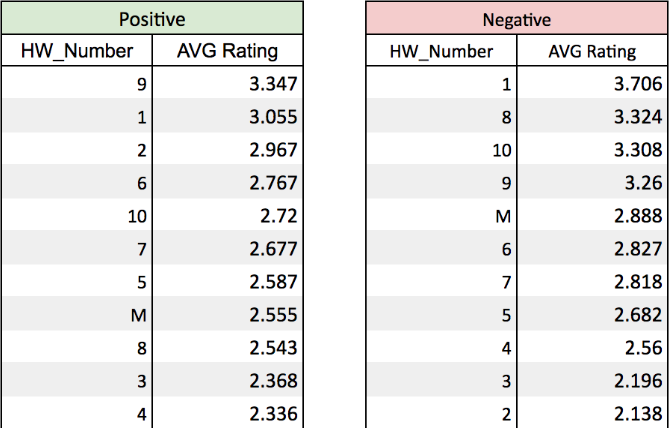 Positive Negative
HW_Number AVG Rating HW_Number AVG Rating
9 3.347 1 3.706
1 3.055 8 3.324
2 2.967 10 3.308
6 2.767 9 3.26
10 2.72 M 2.888
7 2.677 6 2.827
5 2.587 7 2.818
M 2.555 5 2.682
8 2.543 4 2.56
3 2.368 3 2.196
4 2.336 2 2.138